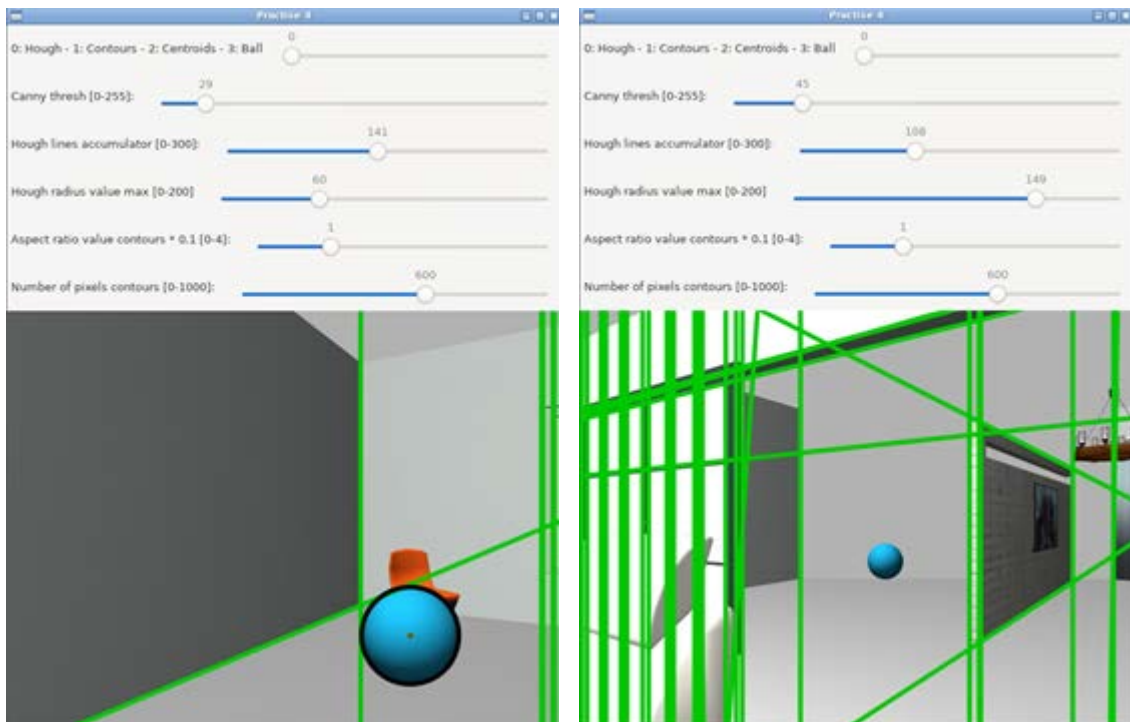 Practise 4
0: Hough - 1: Contours - 2: Centroids - 3: Ball
0
Canny thresh [0-255]:
29
Hough lines accumulator [0-300]:
141
Hough radius value max [0-200]
60
Aspect ratio value contours * 0.1 [0-4]:
1
Number of pixels contours [0-1000]:
600
Practise 4
0: Hough - 1: Contours - 2: Centroids - 3: Ball
0
Canny thresh [0-255]:
45
Hough lines accumulator [0-300]:
108
Hough radius value max [0-200]
149
Aspect ratio value contours * 0.1 [0-4]:
1
Number of pixels contours [0-1000]:
600